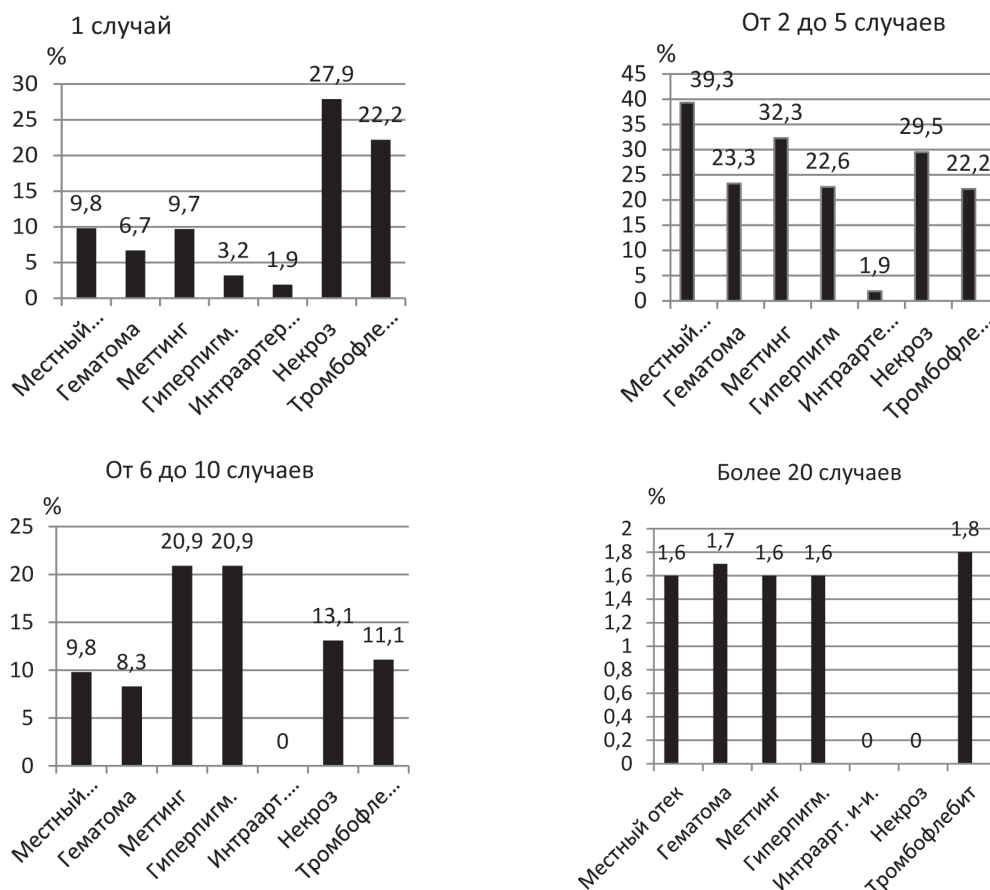 1 случай
%
30
25
20
15
10
5
0
9,8
6,7
9,7
3,2
1,9
27,9
22,2
Местный...
Гематома
Меттинг
Гиперпигм.
Интраартер...
Некроз
Тромбофле...
От 2 до 5 случаев
%
45
40
35
30
25
20
15
10
5
0
39,3
23,3
32,3
22,6
1,9
29,5
22,2
Местный...
Гематома
Меттинг
Гиперпигм
Интраарте...
Некроз
Тромбофле...
От 6 до 10 случаев
%
25
20
15
10
5
0
9,8
8,3
20,9
20,9
0
13,1
11,1
Местный...
Гематома
Меттинг
Гиперпигм.
Интраарт....
Некроз
Тромбофле...
Более 20 случаев
%
2
1,8
1,6
1,4
1,2
1
0,8
0,6
0,4
0,2
0
1,6
1,7
1,6
1,6
0
0
1,8
Местный отек
Гематома
Меттинг
Гиперпигм.
Интраарт. и-и.
Некроз
Тромбофлебит